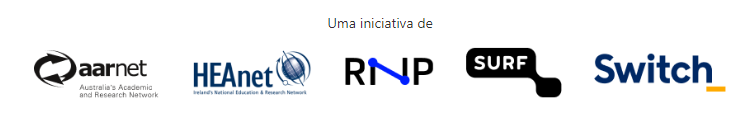 Uma iniciativa de
aarnet
Australia's Academic
and Research Network
HEAnet
Ireland's National Education & Research Network
RNP
SURF
Switch